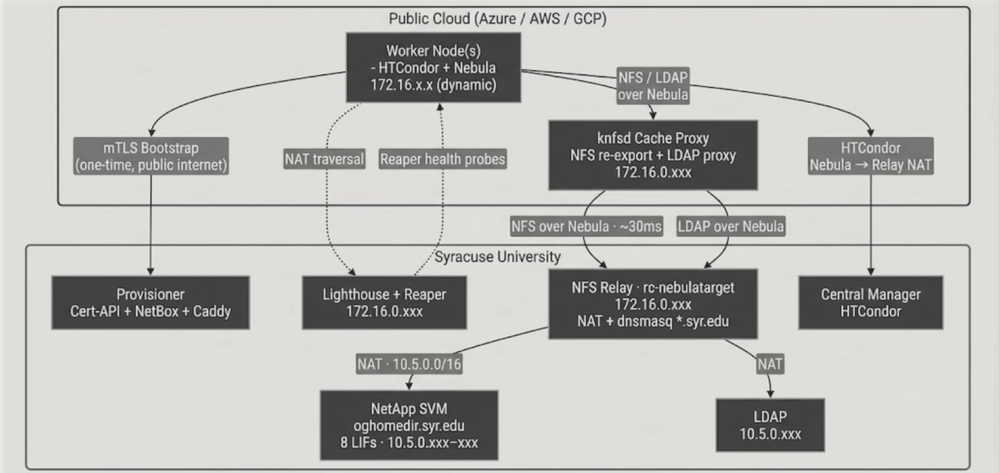 Public Cloud (Azure / AWS / GCP)
Worker Node(s)
- HTCondor + Nebula
172.16.x.x (dynamic)
NFS / LDAP
over Nebula
mTLS Bootstrap
(one-time, public internet)
NAT traversal
Reaper health probes
knfsd Cache Proxy
NFS re-export + LDAP proxy
172.16.0.xxx
HTCondor
Nebula → Relay NAT
NFS over Nebula · ~30ms
LDAP over Nebula
Syracuse University
Provisioner
Cert-API + NetBox + Caddy
Lighthouse + Reaper
172.16.0.xxx
NFS Relay · rc-nebulatarget
172.16.0.xxx
NAT + dnsmasq *.syr.edu
Central Manager
HTCondor
NAT · 10.5.0.0/16
NAT
NetApp SVM
oghomedir.syr.edu
8 LIFs · 10.5.0.xxx–xxx
LDAP
10.5.0.xxx